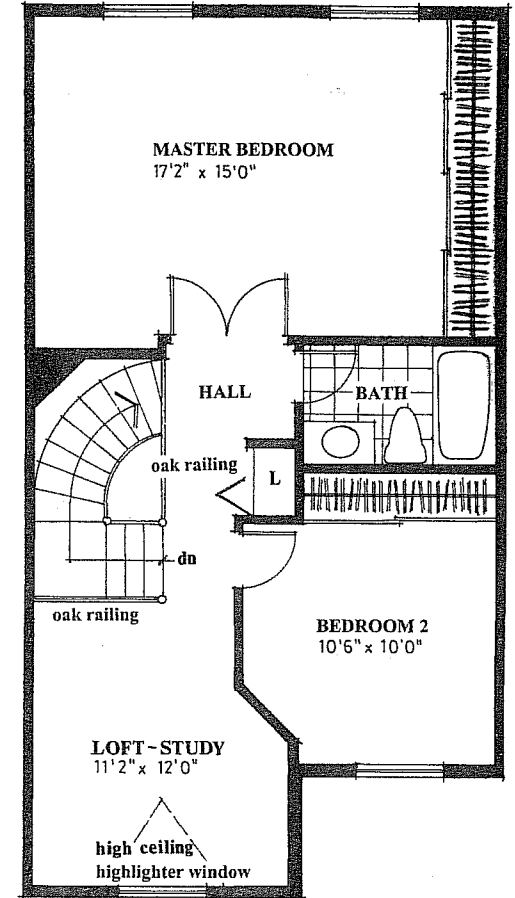 MASTER BEDROOM
17'2" x 15'0"
HALL
BATH
oak railing
L
dn
oak railing
BEDROOM 2
10'6" x 10'0"
LOFT~STUDY
11'2" x 12'0"
high ceiling
highlighter window